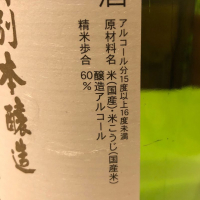 酒
アルコール分15度以上16度未満
原材料名 米(国産)・米こうじ(国産米)
醸造アルコール
精米歩合 60%
別本醸造